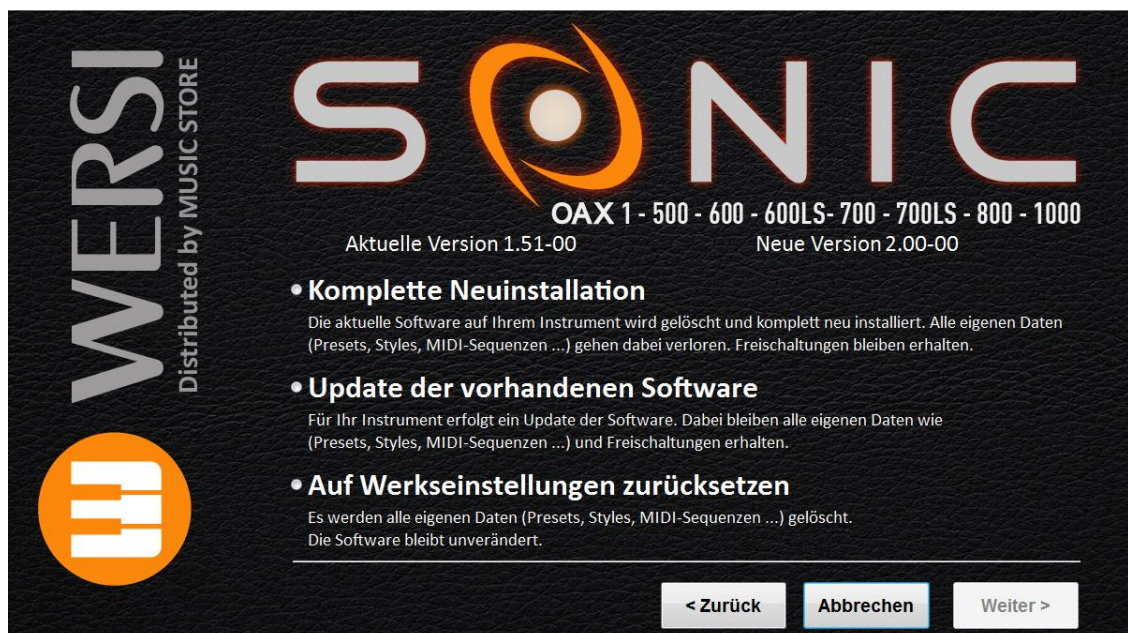 WERSI
Distributed by MUSIC STORE
SONIC
OAX 1 - 500 - 600 - 600LS- 700 - 700LS - 800 - 1000
Aktuelle Version 1.51-00
Neue Version 2.00-00
Komplette Neuinstallation
Die aktuelle Software auf Ihrem Instrument wird gelöscht und komplett neu installiert. Alle eigenen Daten
(Presets, Styles, MIDI-Sequenzen ...) gehen dabei verloren. Freischaltungen bleiben erhalten.
Update der vorhandenen Software
Für Ihr Instrument erfolgt ein Update der Software. Dabei bleiben alle eigenen Daten wie
(Presets, Styles, MIDI-Sequenzen ...) und Freischaltungen erhalten.
Auf Werkseinstellungen zurücksetzen
Es werden alle eigenen Daten (Presets, Styles, MIDI-Sequenzen ...) gelöscht.
Die Software bleibt unverändert.
< Zurück
Abbrechen
Weiter >